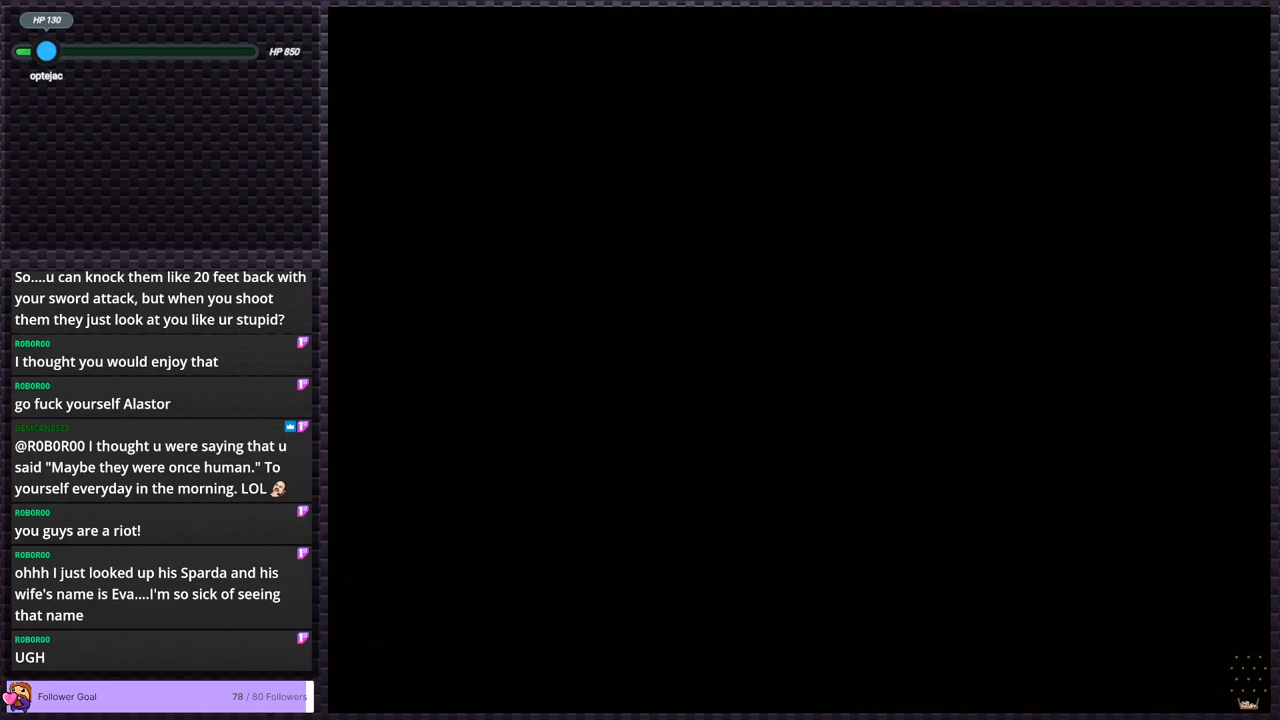 HP 130
HP 850
optejac
So....u can knock them like 20 feet back with
your sword attack, but when you shoot
them they just look at you like ur stupid?
R0B0R00
I thought you would enjoy that
R0B0R00
go fuck yourself Alastor
DEMCANES23
@R0B0R00 I thought u were saying that u
said "Maybe they were once human." To
yourself everyday in the morning. LOL
R0B0R00
you guys are a riot!
R0B0R00
ohhh I just looked up his Sparda and his
wife's name is Eva....I'm so sick of seeing
that name
R0B0R00
UGH
Follower Goal 78 / 80 Followers